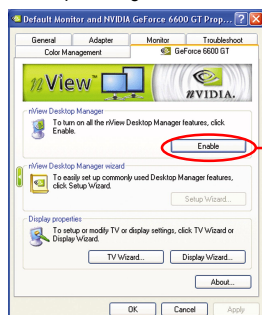 Default Monitor and NVIDIA GeForce 6600 GT Prop...
General Adapter Monitor Troubleshoot
Color Management GeForce 6600 GT
nView™
NVIDIA.
nView Desktop Manager
To turn on all the nView Desktop Manager features, click
Enable.
Enable
nView Desktop Manager wizard
To easily set up commonly used Desktop Manager features,
click Setup Wizard.
Setup Wizard...
Display properties
To setup or modify TV or display settings, click TV Wizard or
Display Wizard.
TV Wizard... Display Wizard...
About...
OK Cancel Apply